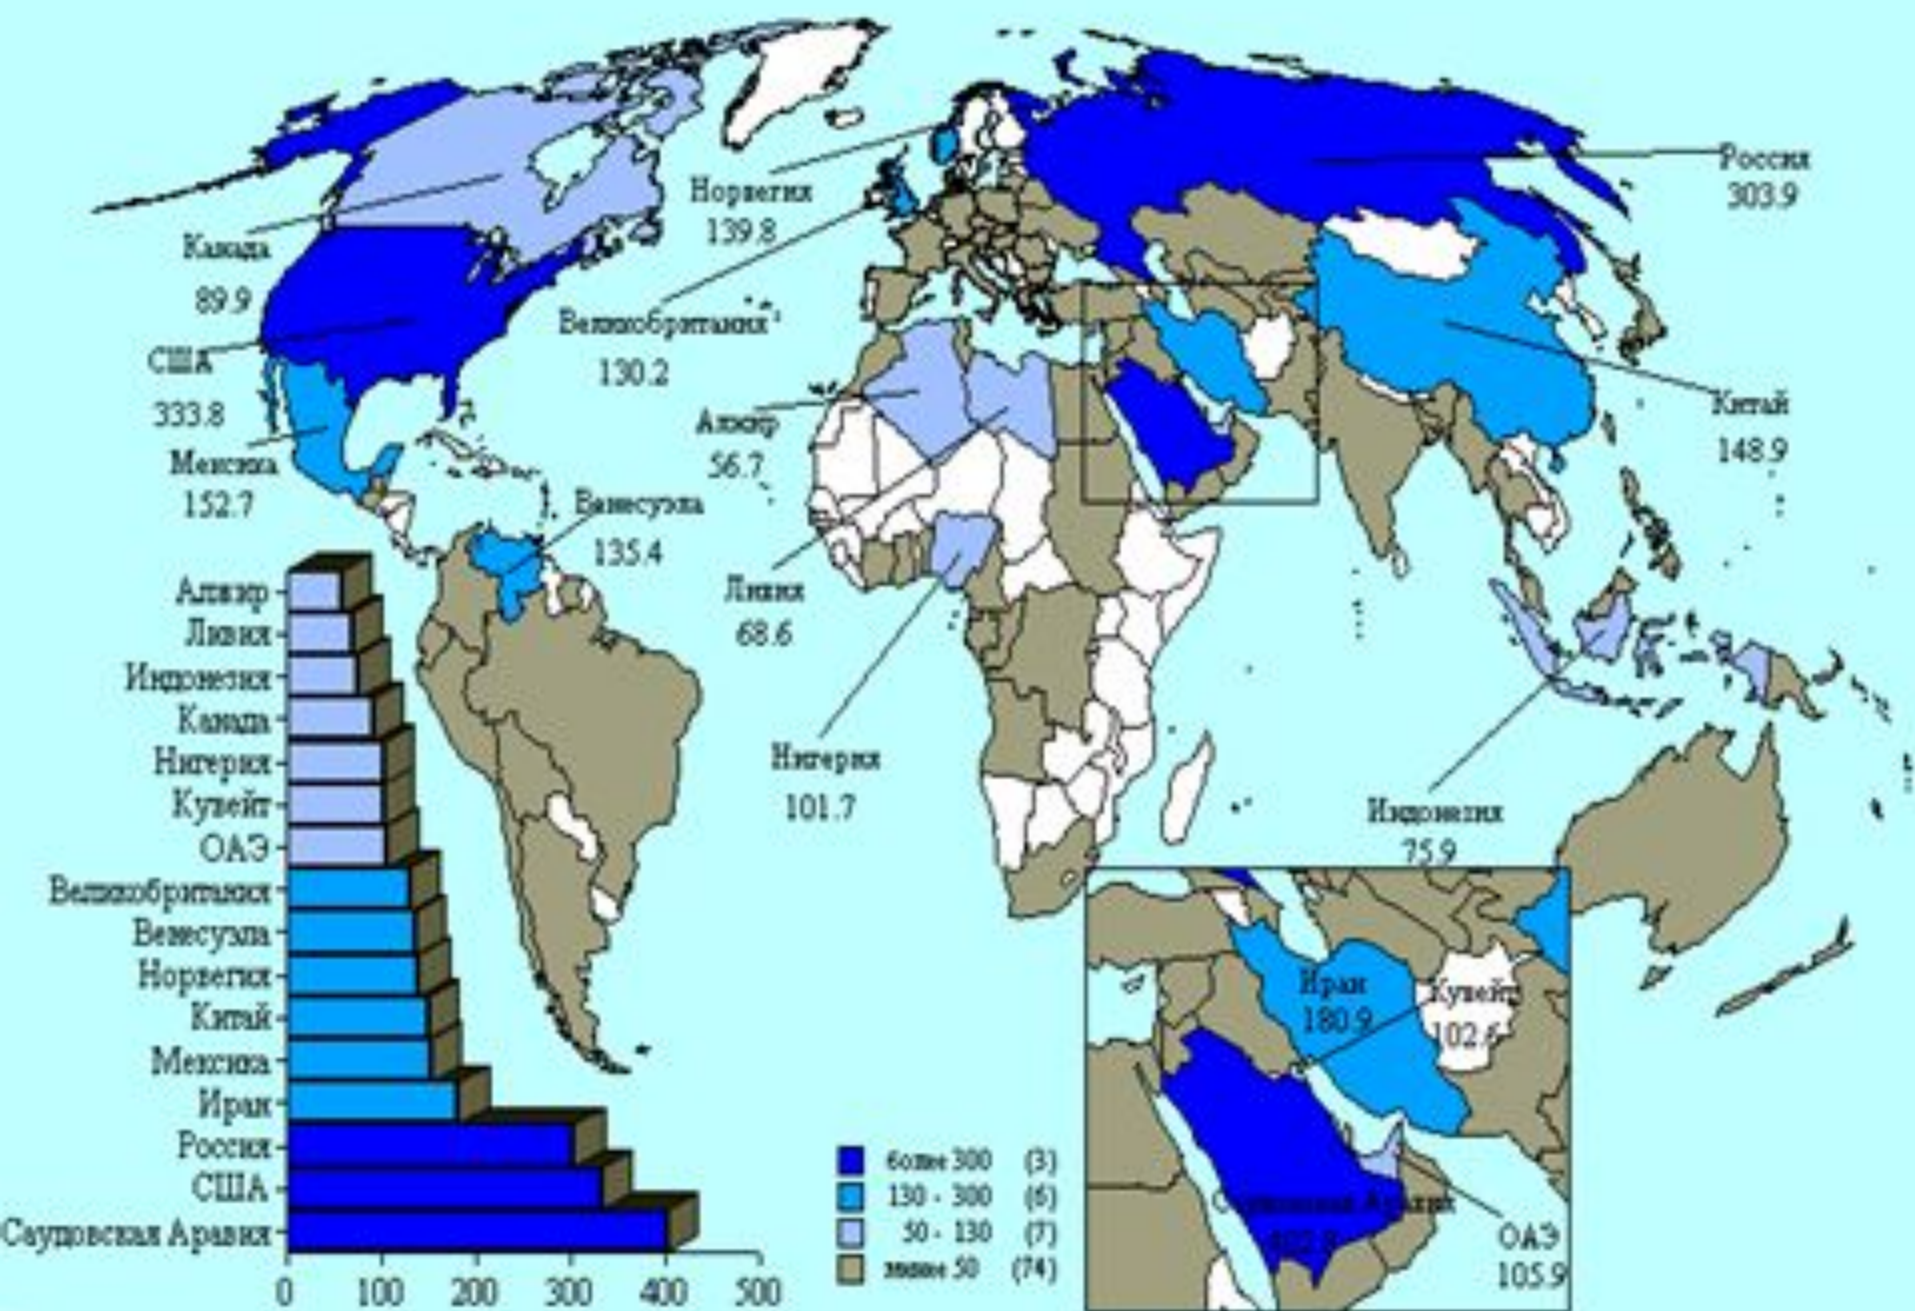 Россия
303.9
Норвегия
139.8
Канада
89.9
Великобритания
130.2
США
333.8
Китай
148.9
Алжир
56.7
Мексика
152.7
Венесуэла
135.4
Ливия
68.6
Нигерия
101.7
Индонезия
75.9
Иран
180.9
Кувейт
102.6
Саудовская Аравия
ОАЭ
105.9
Алжир
Ливия
Индонезия
Канада
Нигерия
Кувейт
ОАЭ
Великобритания
Венесуэла
Норвегия
Китай
Мексика
Иран
Россия
США
Саудовская Аравия
0 100 200 300 400 500
более 300 (3)
130 - 300 (6)
50 - 130 (7)
менее 50 (74)